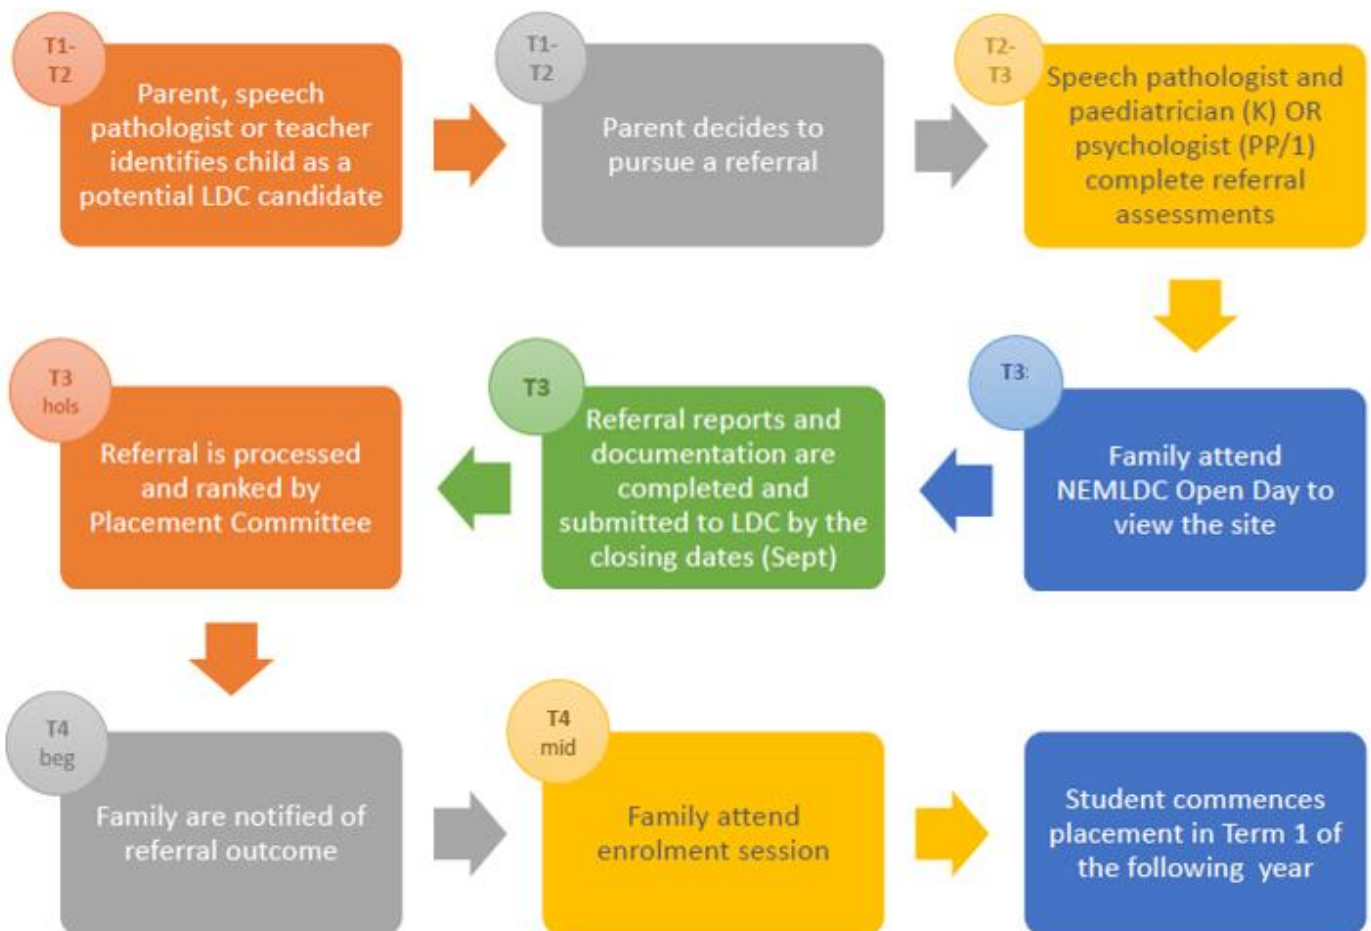 T1-
T2
Parent, speech
pathologist or teacher
identifies child as a
potential LDC candidate
T1-
T2
Parent decides to
pursue a referral
T2-
T3
Speech pathologist and
paediatrician (K) OR
psychologist (PP/1)
complete referral
assessments
T3:
Family attend
NEMLDC Open Day to
view the site
T3
Referral reports and
documentation are
completed and
submitted to LDC by the
closing dates (Sept)
T3
hols
Referral is processed
and ranked by
Placement Committee
T4
beg
Family are notified of
referral outcome
T4
mid
Family attend
enrolment session
Student commences
placement in Term 1 of
the following  year